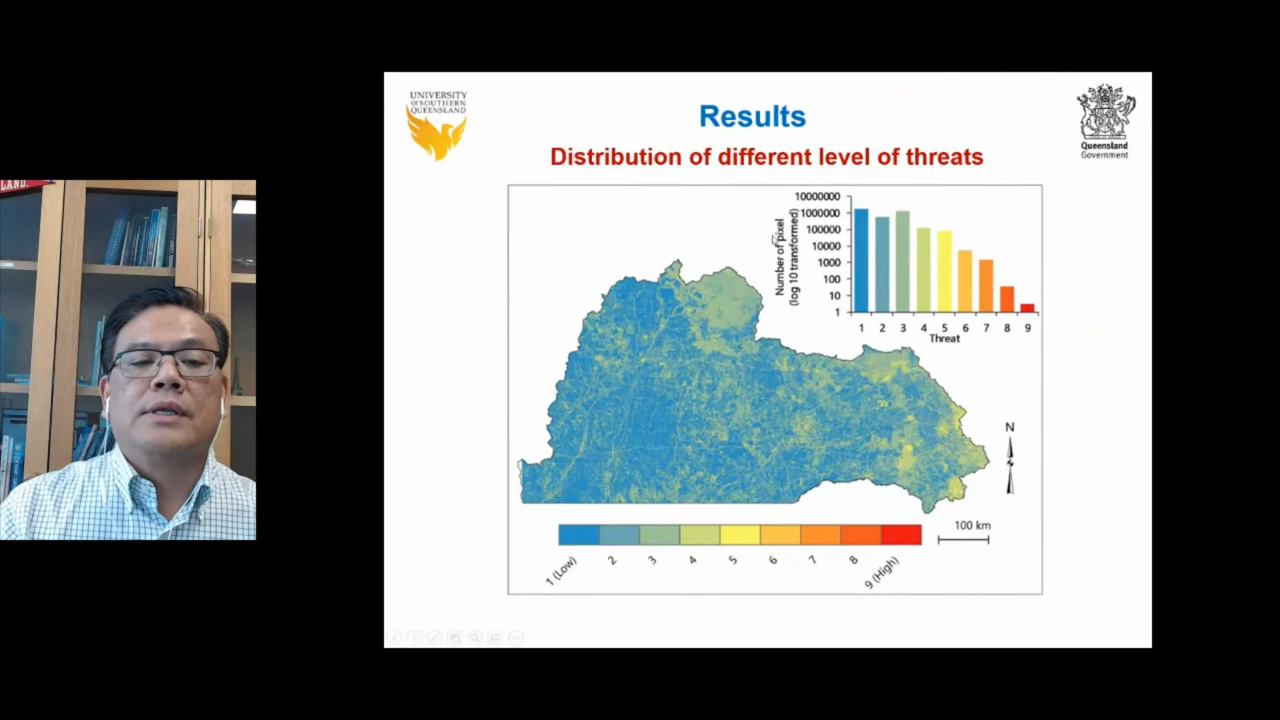 LAND.
UNIVERSITY
OF SOUTHERN
QUEENSLAND
Results
Distribution of different level of threats
Queensland
Government
Number of pixel
(log 10 transformed)
10000000
1000000
100000
10000
1000
100
10
1
1 2 3 4 5 6 7 8 9
Threat
N
100 km
1 (Low) 2 3 4 5 6 7 8 9 (High)